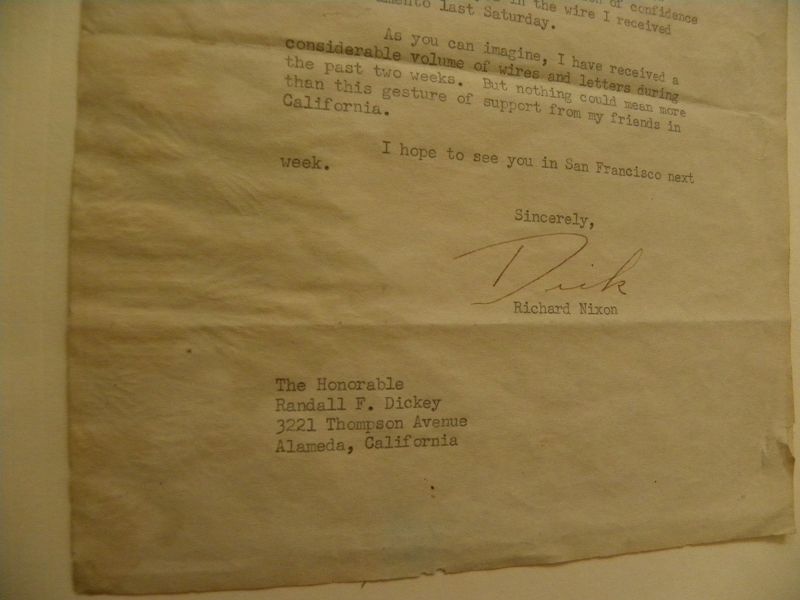 of confidence
in the wire I received
last Saturday.
As you can imagine, I have received a
considerable volume of wires and letters during
the past two weeks. But nothing could mean more
than this gesture of support from my friends in
California.
I hope to see you in San Francisco next
week.
Sincerely,
Dick
Richard Nixon
The Honorable
Randall F. Dickey
3221 Thompson Avenue
Alameda, California